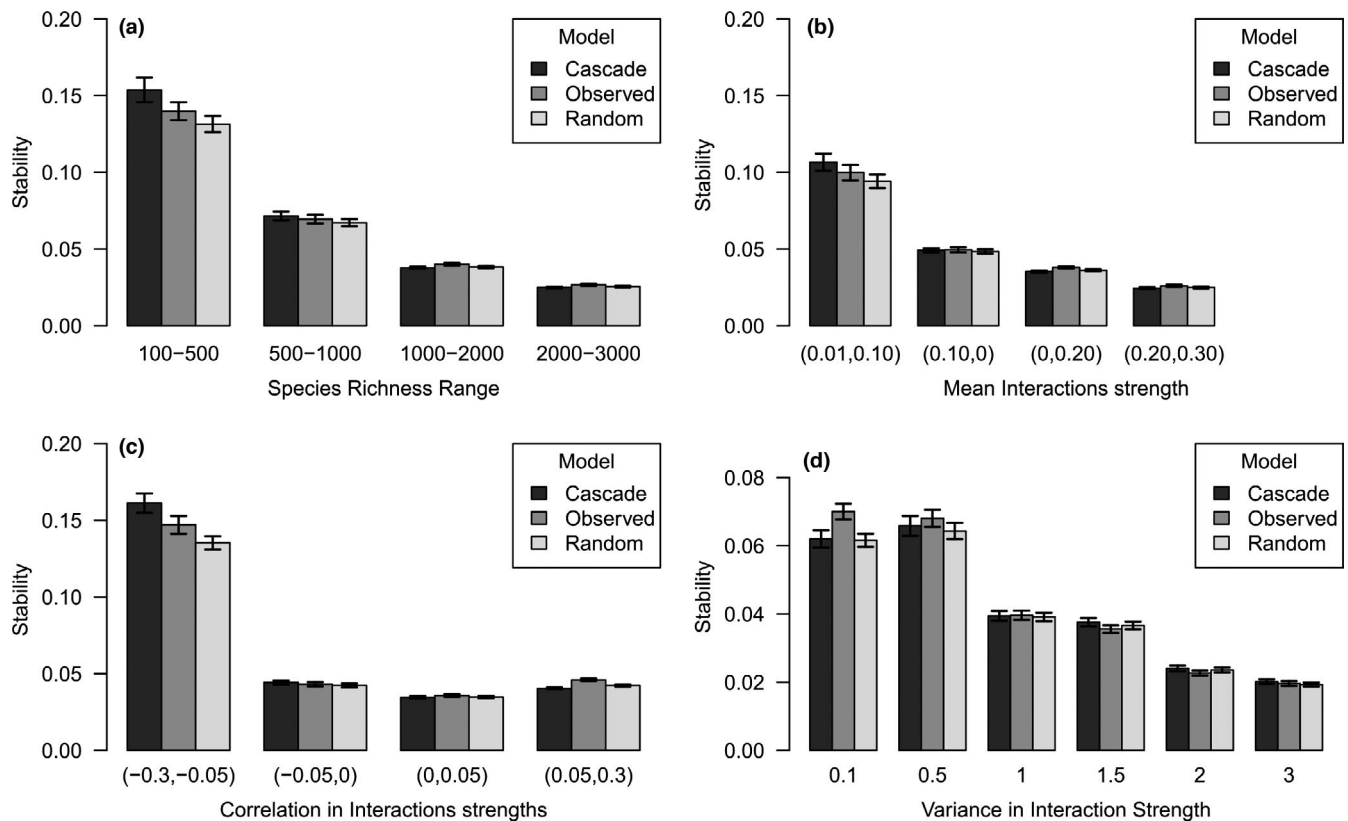 (a)
Model
Cascade
Observed
Random
0.20
0.15
0.10
0.05
0.00
Stability
100−500 500−1000 1000−2000 2000−3000
Species Richness Range
(b)
Model
Cascade
Observed
Random
0.20
0.15
0.10
0.05
0.00
Stability
(0.01,0.10) (0.10,0) (0,0.20) (0.20,0.30)
Mean Interactions strength
(c)
Model
Cascade
Observed
Random
0.20
0.15
0.10
0.05
0.00
Stability
(−0.3,−0.05) (−0.05,0) (0,0.05) (0.05,0.3)
Correlation in Interactions strengths
(d)
Model
Cascade
Observed
Random
0.08
0.06
0.04
0.02
0.00
Stability
0.1 0.5 1 1.5 2 3
Variance in Interaction Strength